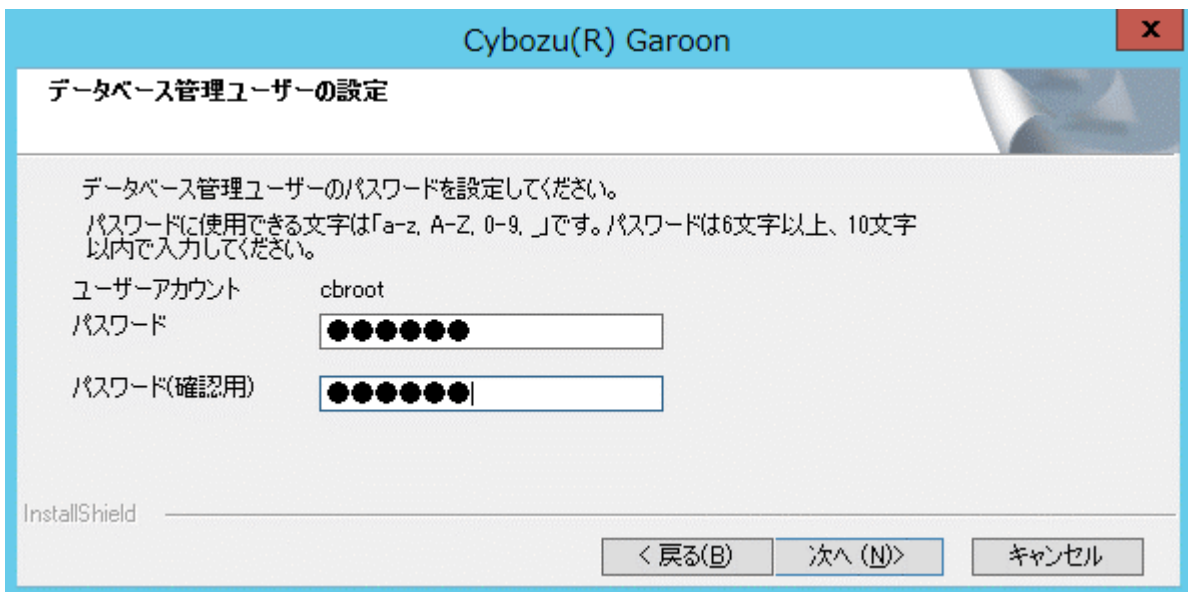 Cybozu(R) Garoon
x
データベース管理ユーザーの設定
データベース管理ユーザーのパスワードを設定してください。
パスワードに使用できる文字は「a-z, A-Z, 0-9, _」です。パスワードは6文字以上、10文字
以内で入力してください。
ユーザーアカウント cbroot
パスワード ●●●●●●
パスワード(確認用) ●●●●●●
InstallShield
< 戻る(B) 次へ (N)> キャンセル